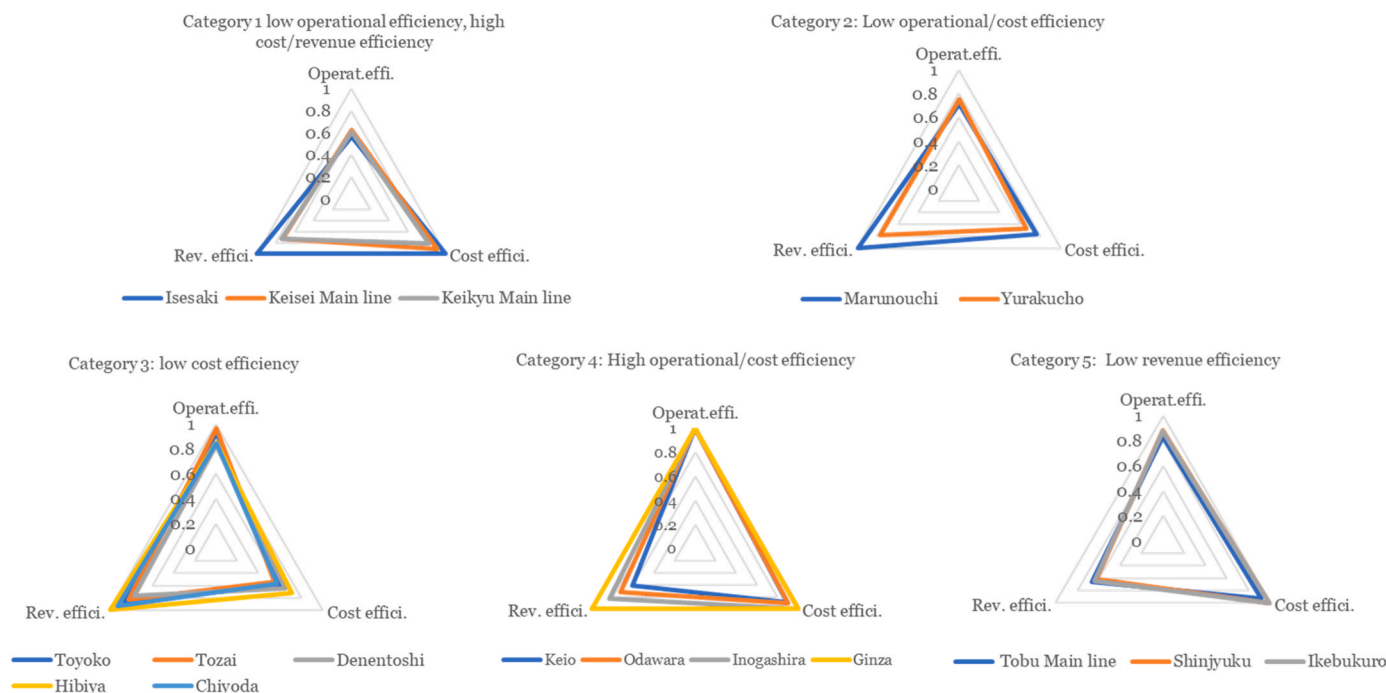 Category 1 low operational efficiency, high
cost/revenue efficiency
Operat.effi.
1
0.8
0.6
0.4
0.2
0
Rev. effici.
Cost effici.
Isesaki
Keisei Main line
Keikyu Main line
Category 2: Low operational/cost efficiency
Operat.effi.
1
0.8
0.6
0.4
0.2
0
Rev. effici.
Cost effici.
Marunouchi
Yurakucho
Category 3: low cost efficiency
Operat.effi.
1
0.8
0.6
0.4
0.2
0
Rev. effici.
Cost effici.
Toyoko
Tozai
Denentoshi
Hibiya
Chiyoda
Category 4: High operational/cost efficiency
Operat.effi.
1
0.8
0.6
0.4
0.2
0
Rev. effici.
Cost effici.
Keio
Odawara
Inogashira
Ginza
Category 5: Low revenue efficiency
Operat.effi.
1
0.8
0.6
0.4
0.2
0
Rev. effici.
Cost effici.
Tobu Main line
Shinjyuku
Ikebukuro